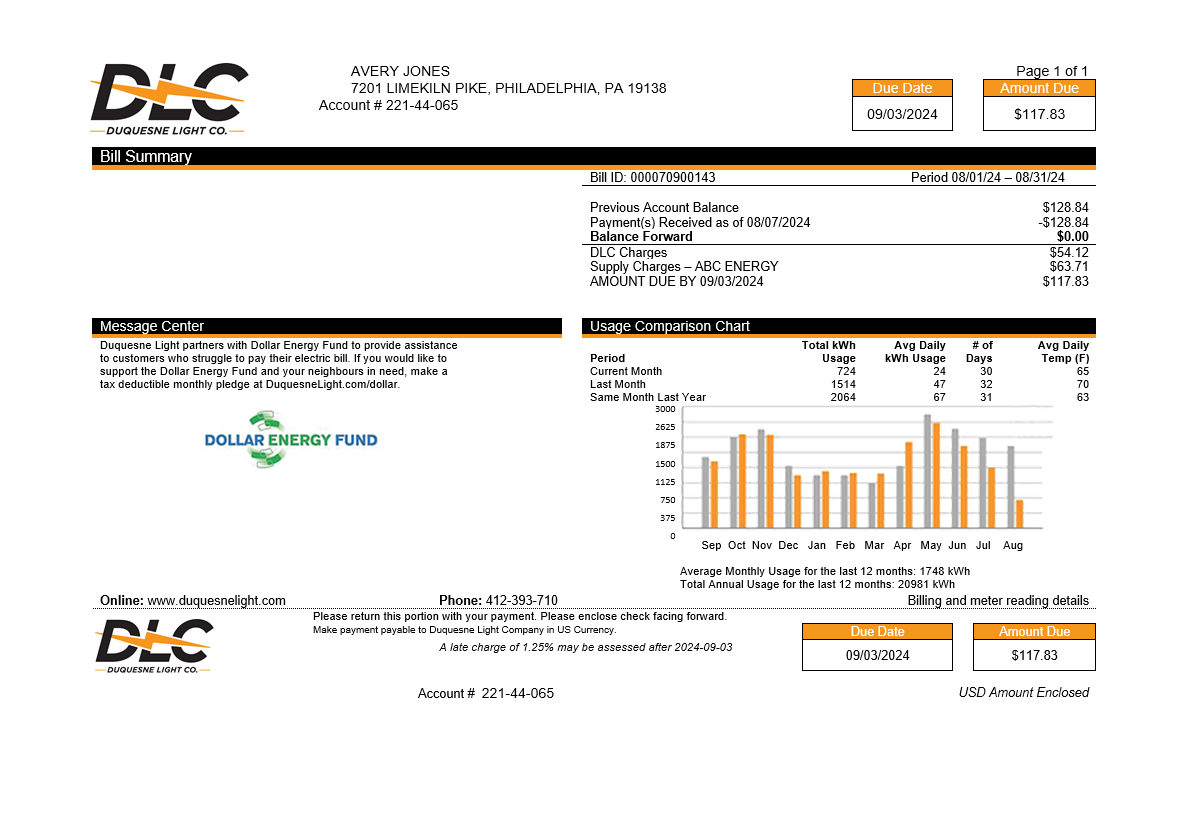 DLC
DUQUESNE LIGHT CO.
AVERY JONES
7201 LIMEKILN PIKE, PHILADELPHIA, PA 19138
Account # 221-44-065
Page 1 of 1
Due Date Amount Due
09/03/2024 $117.83
Bill Summary
Bill ID: 000070900143 Period 08/01/24 – 08/31/24
Previous Account Balance $128.84
Payment(s) Received as of 08/07/2024 -$128.84
Balance Forward $0.00
DLC Charges $54.12
Supply Charges – ABC ENERGY $63.71
AMOUNT DUE BY 09/03/2024 $117.83
Message Center
Duquesne Light partners with Dollar Energy Fund to provide assistance
to customers who struggle to pay their electric bill. If you would like to
support the Dollar Energy Fund and your neighbours in need, make a
tax deductible monthly pledge at DuquesneLight.com/dollar.
DOLLAR ENERGY FUND
Usage Comparison Chart
Total kWh Avg Daily # of Avg Daily
Period Usage kWh Usage Days Temp (F)
Current Month 724 24 30 65
Last Month 1514 47 32 70
Same Month Last Year 2064 67 31 63
3000
2625
1875
1500
1125
750
375
0
Sep Oct Nov Dec Jan Feb Mar Apr May Jun Jul Aug
Average Monthly Usage for the last 12 months: 1748 kWh
Total Annual Usage for the last 12 months: 20981 kWh
Online: www.duquesnelight.com Phone: 412-393-710 Billing and meter reading details
DLC
DUQUESNE LIGHT CO.
Please return this portion with your payment. Please enclose check facing forward.
Make payment payable to Duquesne Light Company in US Currency.
A late charge of 1.25% may be assessed after 2024-09-03
Due Date Amount Due
09/03/2024 $117.83
Account # 221-44-065
USD Amount Enclosed